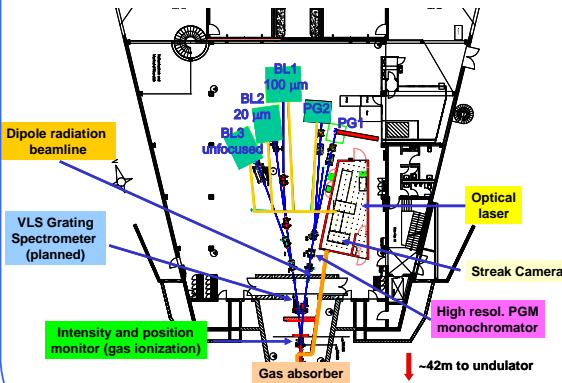 BL1
100 µm
BL2
20 µm
BL3
unfocused
PG2
PG1
Dipole radiation
beamline
VLS Grating
Spectrometer
(planned)
Intensity and position
monitor (gas ionization)
Gas absorber
Optical
laser
Streak Camera
High resol. PGM
monochromator
~42m to undulator